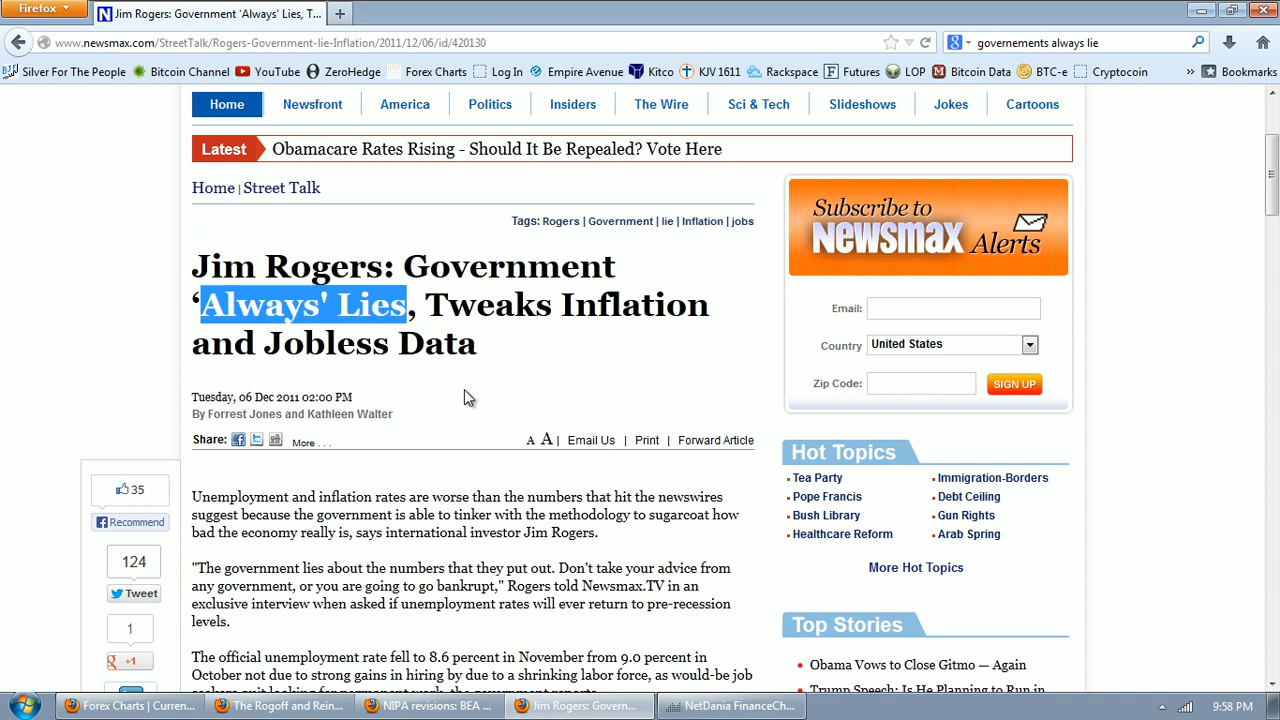 Firefox
Jim Rogers: Government 'Always' Lies, T...
www.newsmax.com/StreetTalk/Rogers-Government-lie-Inflation/2011/12/06/id/420130
governements always lie
Silver For The People
Bitcoin Channel
YouTube
ZeroHedge
Forex Charts
Log In
Empire Avenue
Kitco
KJV 1611
Rackspace
Futures
LOP
Bitcoin Data
BTC-e
Cryptocoin
»
Bookmarks
Home
Newsfront
America
Politics
Insiders
The Wire
Sci & Tech
Slideshows
Jokes
Cartoons
Latest
Obamacare Rates Rising - Should It Be Repealed? Vote Here
Home | Street Talk
Tags: Rogers | Government | lie | Inflation | jobs
Jim Rogers: Government
‘Always' Lies, Tweaks Inflation
and Jobless Data
Tuesday, 06 Dec 2011 02:00 PM
By Forrest Jones and Kathleen Walter
Share:
More . . .
A A | Email Us | Print | Forward Article
35
Recommend
124
Tweet
1
+1
Unemployment and inflation rates are worse than the numbers that hit the newswires
suggest because the government is able to tinker with the methodology to sugarcoat how
bad the economy really is, says international investor Jim Rogers.
"The government lies about the numbers that they put out. Don't take your advice from
any government, or you are going to go bankrupt," Rogers told Newsmax.TV in an
exclusive interview when asked if unemployment rates will ever return to pre-recession
levels.
The official unemployment rate fell to 8.6 percent in November from 9.0 percent in
October not due to strong gains in hiring by due to a shrinking labor force, as would-be job
Subscribe to
Newsmax
Alerts
Email:
Country
United States
Zip Code:
SIGN UP
Hot Topics
Tea Party
Immigration-Borders
Pope Francis
Debt Ceiling
Bush Library
Gun Rights
Healthcare Reform
Arab Spring
More Hot Topics
Top Stories
Obama Vows to Close Gitmo — Again
Trump Speech: Is He Planning to Run in
Forex Charts | Curren...
The Rogoff and Rein...
NIPA revisions: BEA ...
Jim Rogers: Govern...
NetDania FinanceCh...
9:58 PM